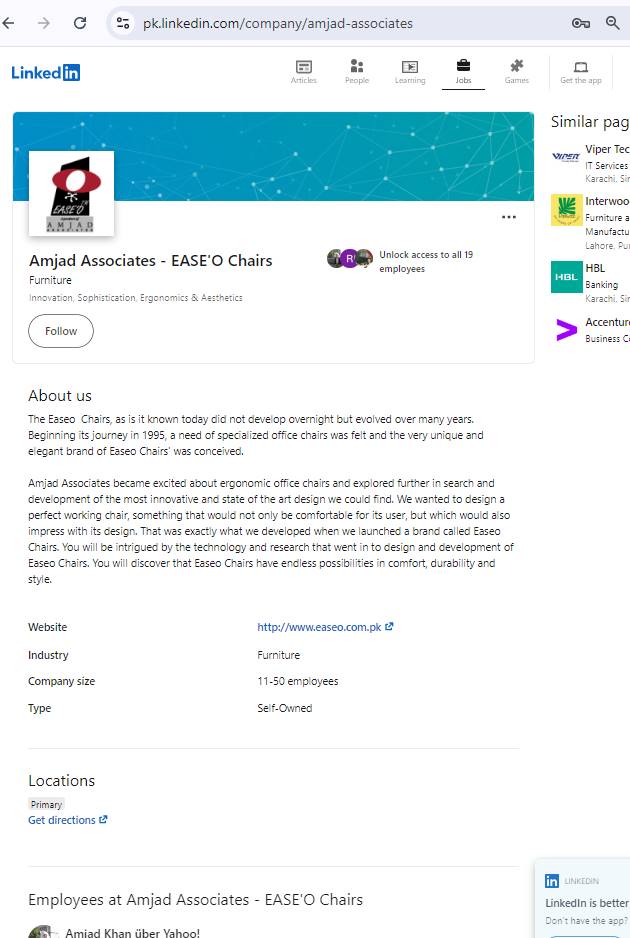 pk.linkedin.com/company/amjad-associates
Linked in
Articles
People
Learning
Jobs
Games
Get the app
EASE'O
AMJAD
ASSOCIATES
Amjad Associates - EASE'O Chairs
Furniture
Innovation, Sophistication, Ergonomics & Aesthetics
R
Unlock access to all 19
employees
Follow
Similar pag
VIPER
Viper Tec
IT Services
Karachi, Sin
Interwoo
Furniture a
Manufactu
Lahore, Pu
HBL
HBL
Banking
Karachi, Sin
Accenture
Business Co
About us
The Easeo Chairs, as is it known today did not develop overnight but evolved over many years.
Beginning its journey in 1995, a need of specialized office chairs was felt and the very unique and
elegant brand of Easeo Chairs' was conceived.
Amjad Associates became excited about ergonomic office chairs and explored further in search and
development of the most innovative and state of the art design we could find. We wanted to design a
perfect working chair, something that would not only be comfortable for its user, but which would also
impress with its design. That was exactly what we developed when we launched a brand called Easeo
Chairs. You will be intrigued by the technology and research that went in to design and development of
Easeo Chairs. You will discover that Easeo Chairs have endless possibilities in comfort, durability and
style.
Website http://www.easeo.com.pk
Industry Furniture
Company size 11-50 employees
Type Self-Owned
Locations
Primary
Get directions
Employees at Amjad Associates - EASE'O Chairs
Amjad Khan über Yahoo!
in LINKEDIN
LinkedIn is better
Don't have the app?